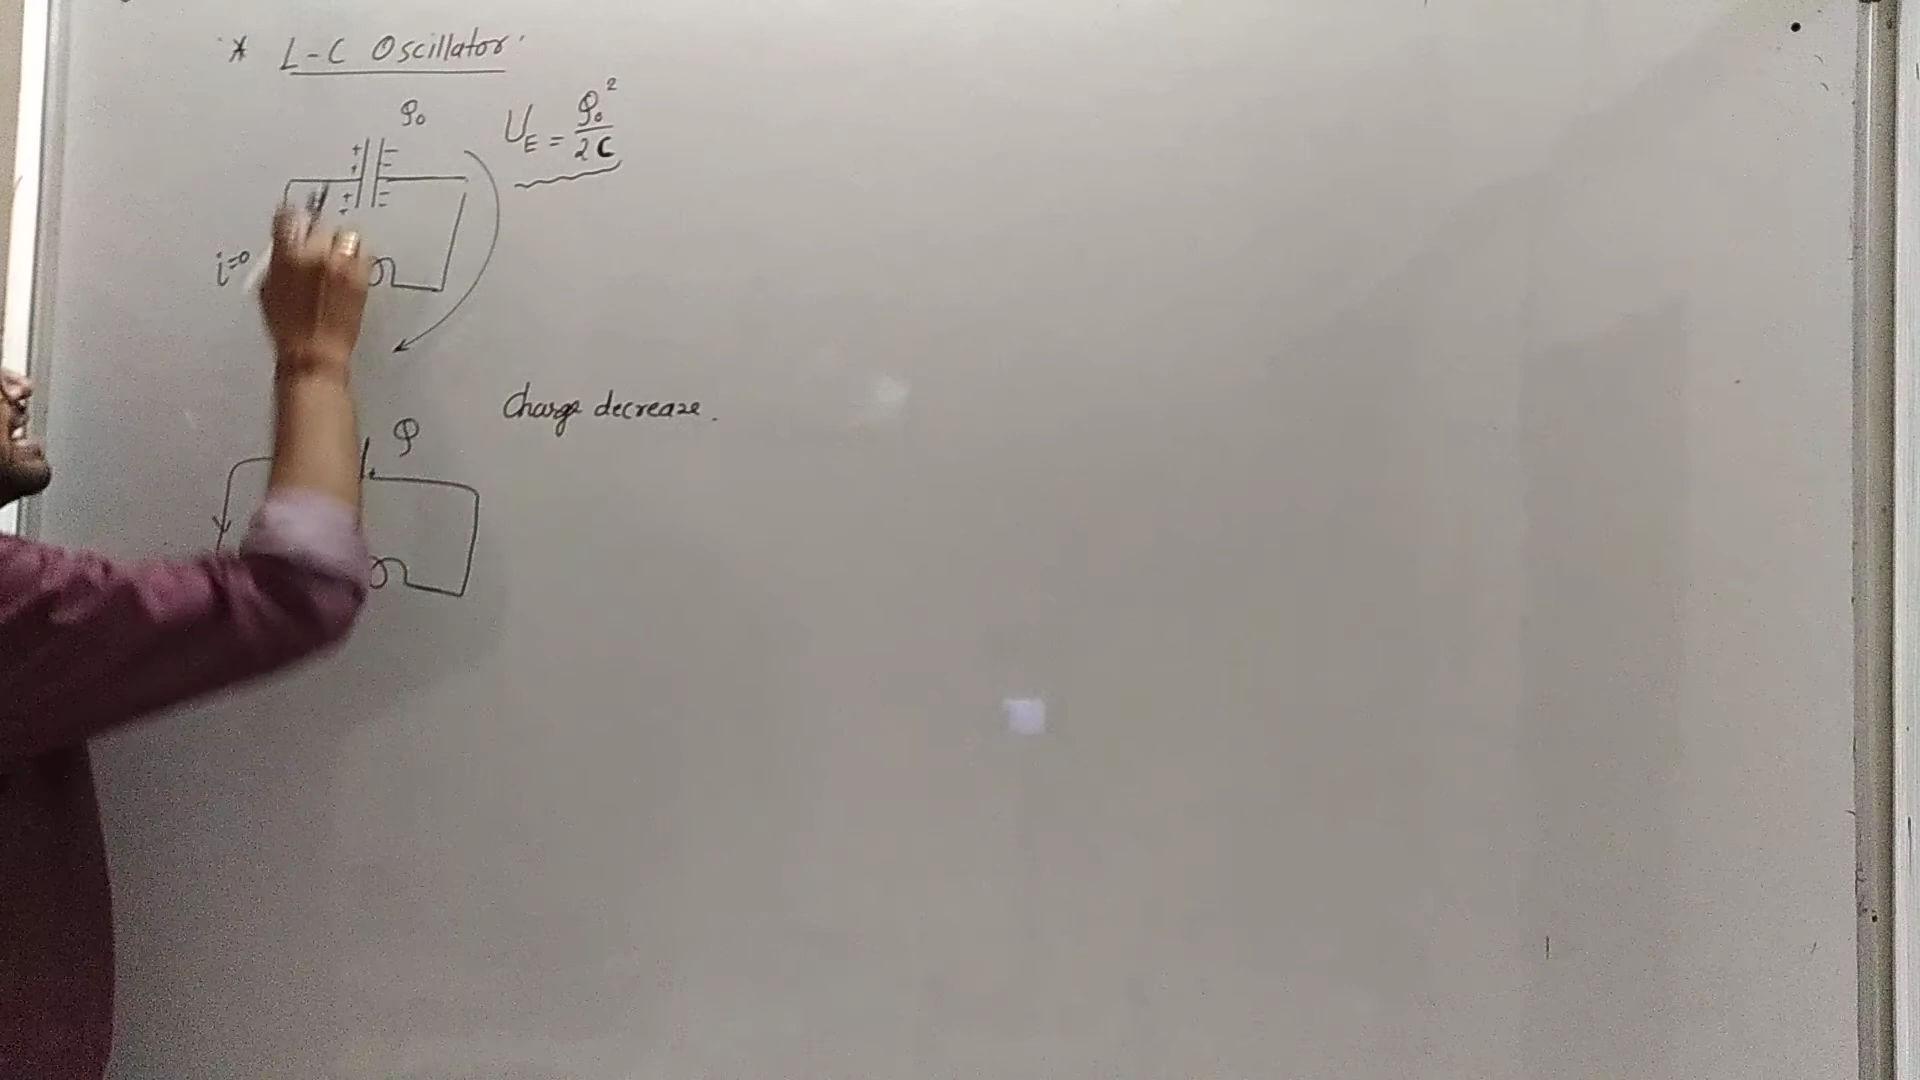 * L-C Oscillator
Q₀
U_E = Q₀²/2C
+ + + +
- - -
i=0
Charge decrease.
Q